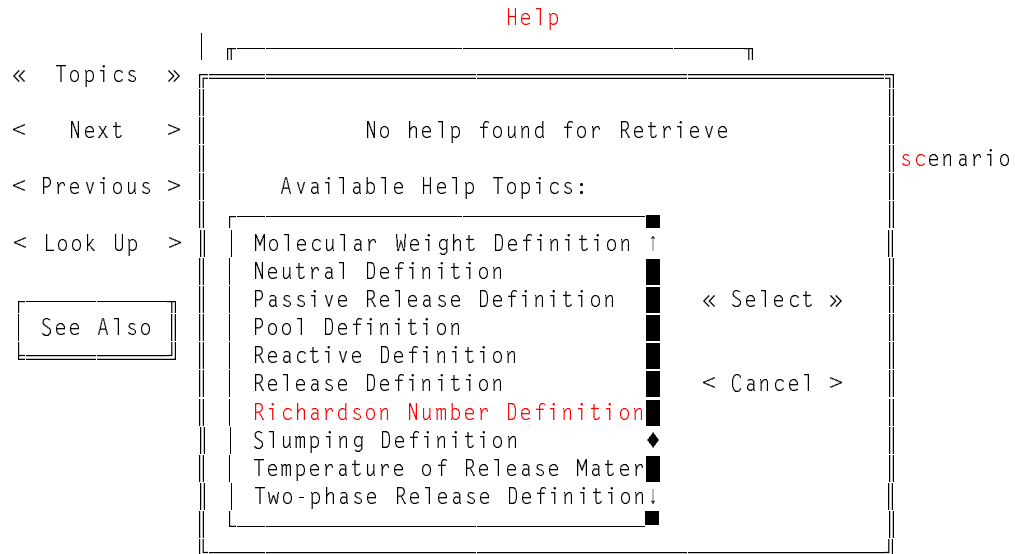 Help
« Topics »
< Next >
No help found for Retrieve
scenario
< Previous >
Available Help Topics:
< Look Up >
Molecular Weight Definition ↑
Neutral Definition
Passive Release Definition
« Select »
See Also
Pool Definition
Reactive Definition
Release Definition
< Cancel >
Richardson Number Definition
Slumping Definition ♦
Temperature of Release Mater
Two-phase Release Definition↓